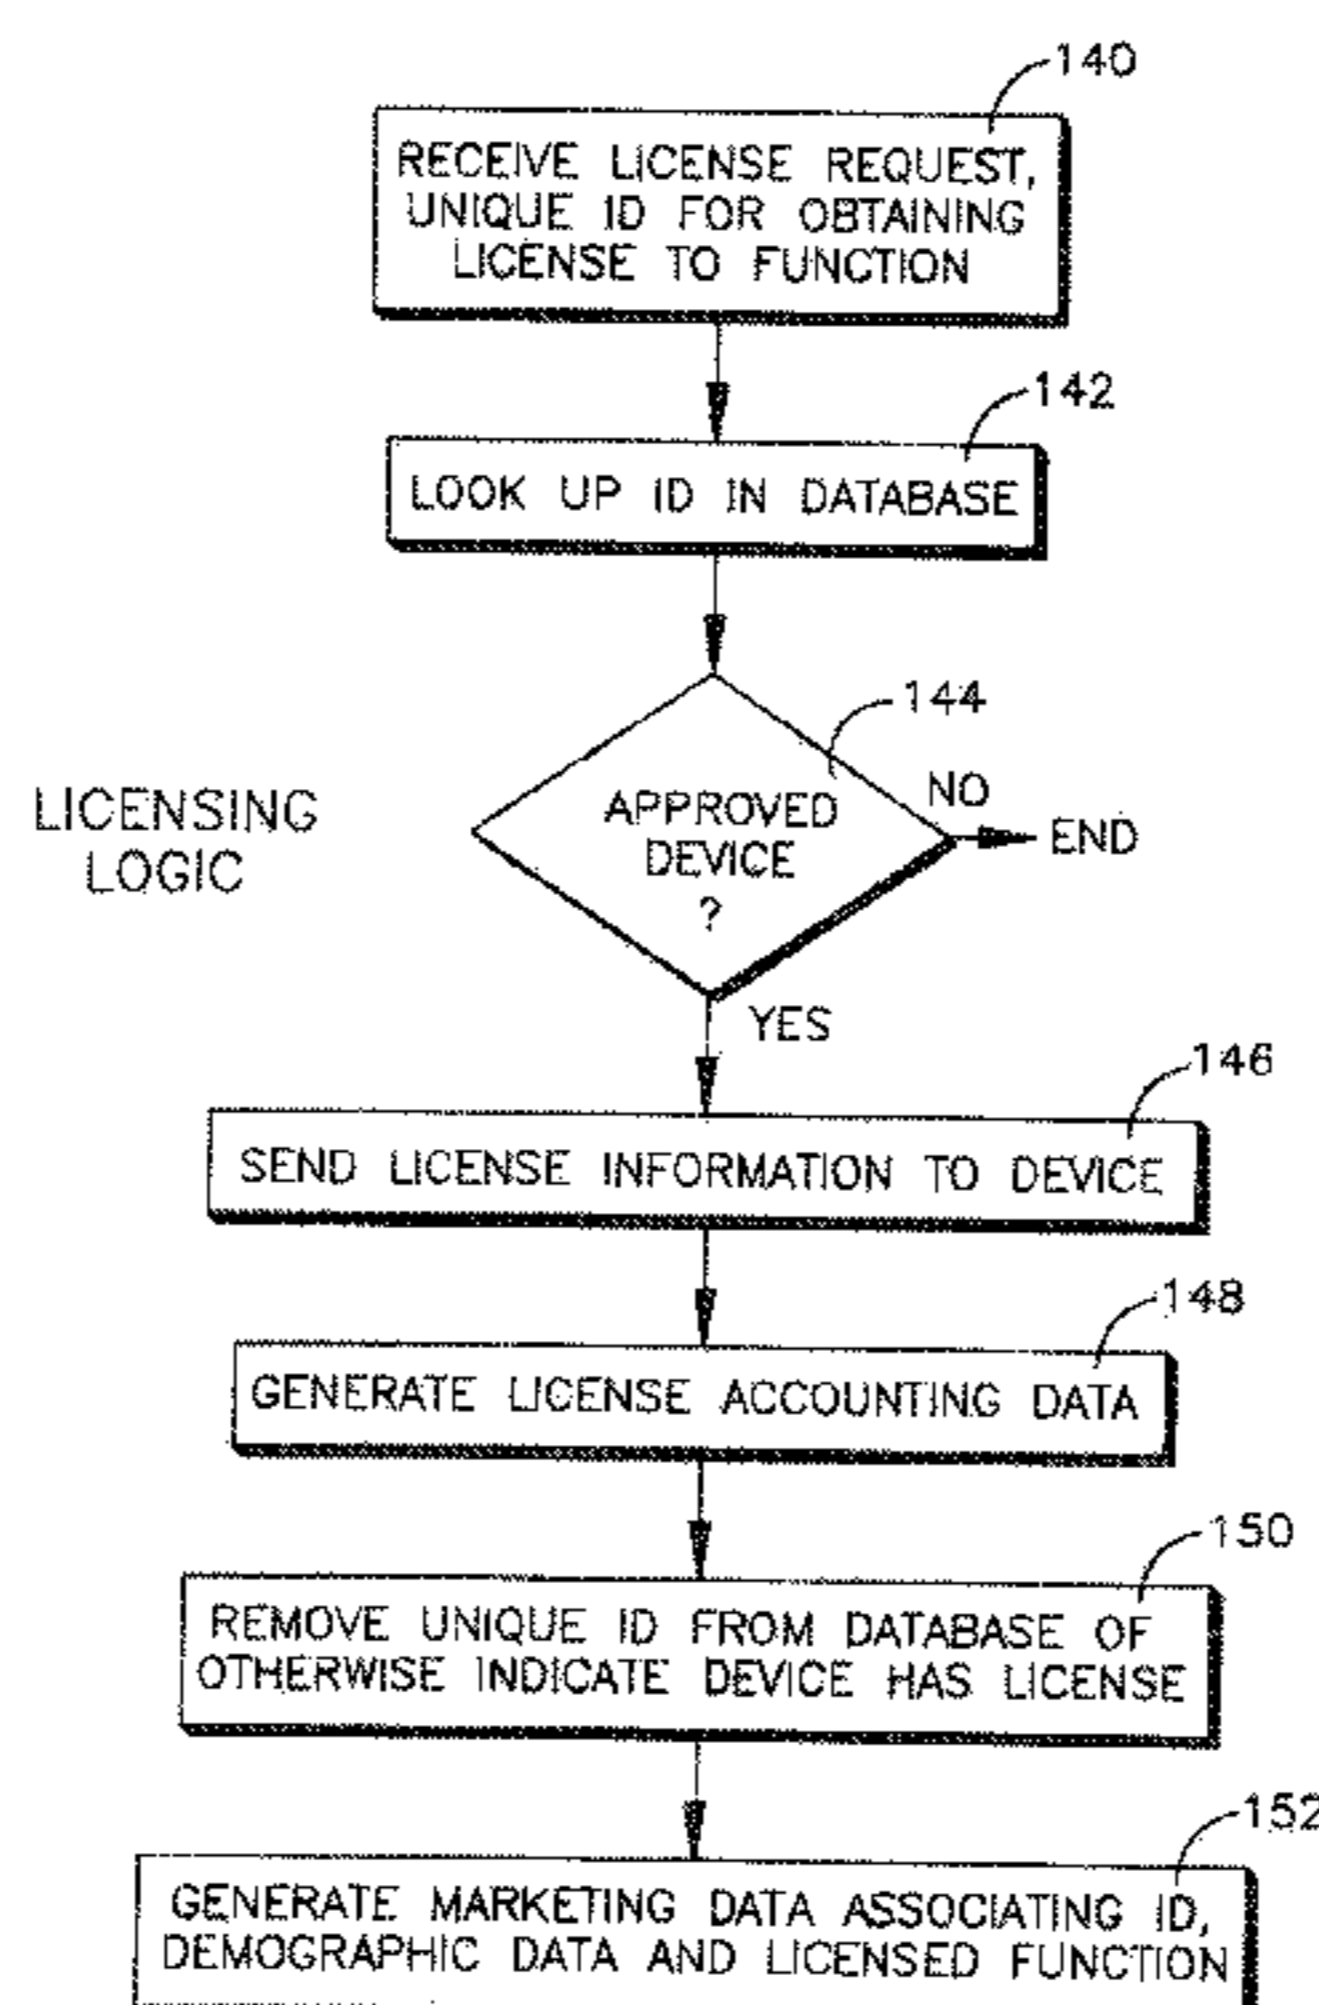 140
RECEIVE LICENSE REQUEST,
UNIQUE ID FOR OBTAINING
LICENSE TO FUNCTION
142
LOOK UP ID IN DATABASE
144
LICENSING
LOGIC
APPROVED
DEVICE
?
NO
END
YES
146
SEND LICENSE INFORMATION TO DEVICE
148
GENERATE LICENSE ACCOUNTING DATA
150
REMOVE UNIQUE ID FROM DATABASE OF
OTHERWISE INDICATE DEVICE HAS LICENSE
152
GENERATE MARKETING DATA ASSOCIATING ID,
DEMOGRAPHIC DATA AND LICENSED FUNCTION